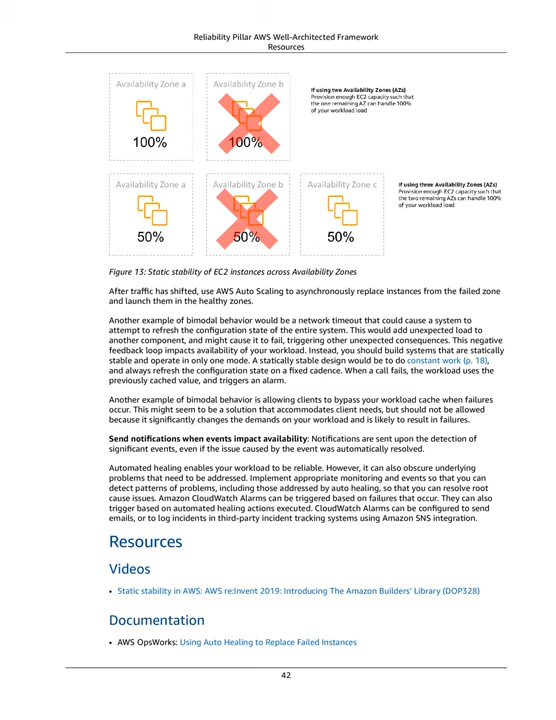 Reliability Pillar AWS Well-Architected Framework
Resources
Availability Zone a
Availability Zone b
100%
100%
If using two Availability Zones (AZs)
Provision enough EC2 capacity such that
the one remaining AZ can handle 100%
of your workload load
Availability Zone a
Availability Zone b
Availability Zone c
50%
50%
50%
If using three Availability Zones (AZs)
Provision enough EC2 capacity such that
the two remaining AZs can handle 100%
of your workload load
Figure 13: Static stability of EC2 instances across Availability Zones
After traffic has shifted, use AWS Auto Scaling to asynchronously replace instances from the failed zone
and launch them in the healthy zones.
Another example of bimodal behavior would be a network timeout that could cause a system to
attempt to refresh the configuration state of the entire system. This would add unexpected load to
another component, and might cause it to fail, triggering other unexpected consequences. This negative
feedback loop impacts availability of your workload. Instead, you should build systems that are statically
stable and operate in only one mode. A statically stable design would be to do constant work (p. 18),
and always refresh the configuration state on a fixed cadence. When a call fails, the workload uses the
previously cached value, and triggers an alarm.
Another example of bimodal behavior is allowing clients to bypass your workload cache when failures
occur. This might seem to be a solution that accommodates client needs, but should not be allowed
because it significantly changes the demands on your workload and is likely to result in failures.
Send notifications when events impact availability: Notifications are sent upon the detection of
significant events, even if the issue caused by the event was automatically resolved.
Automated healing enables your workload to be reliable. However, it can also obscure underlying
problems that need to be addressed. Implement appropriate monitoring and events so that you can
detect patterns of problems, including those addressed by auto healing, so that you can resolve root
cause issues. Amazon CloudWatch Alarms can be triggered based on failures that occur. They can also
trigger based on automated healing actions executed. CloudWatch Alarms can be configured to send
emails, or to log incidents in third-party incident tracking systems using Amazon SNS integration.
Resources
Videos
• Static stability in AWS: AWS re:Invent 2019: Introducing The Amazon Builders' Library (DOP328)
Documentation
• AWS OpsWorks: Using Auto Healing to Replace Failed Instances
42